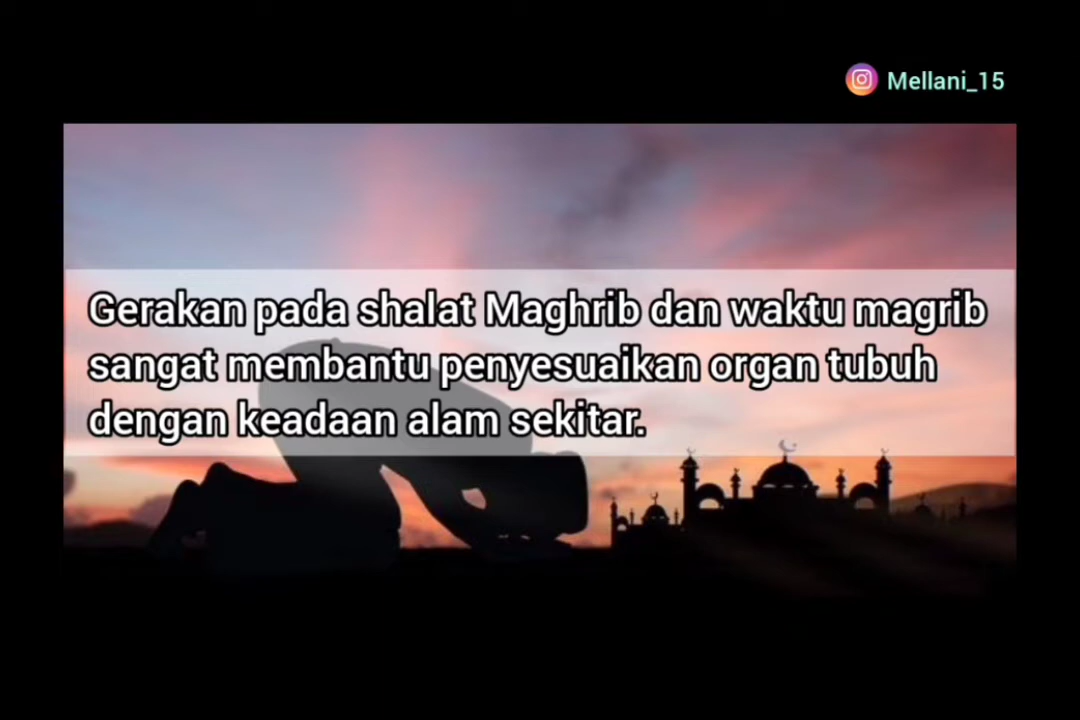 Mellani_15
Gerakan pada shalat Maghrib dan waktu magrib
sangat membantu penyesuaikan organ tubuh
dengan keadaan alam sekitar.